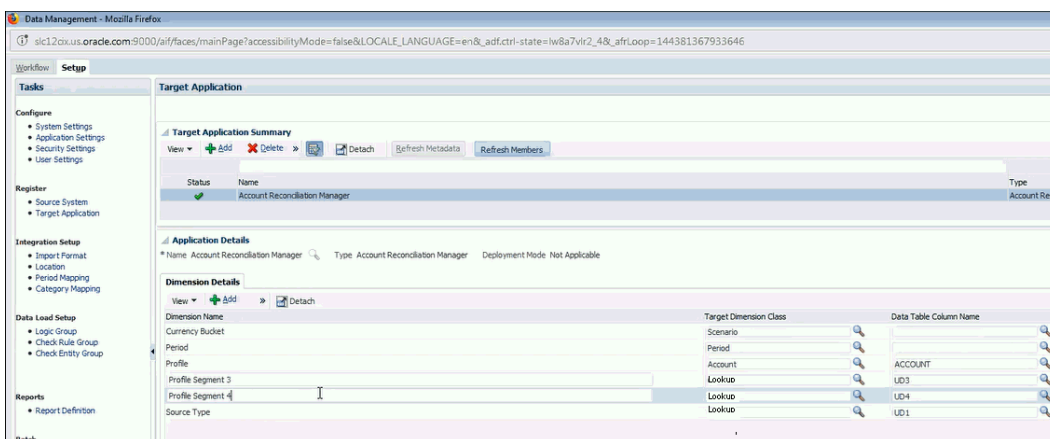 Data Management - Mozilla Firefox
slc12cix.us.oracle.com:9000/aif/faces/mainPage?accessibilityMode=false&LOCALE_LANGUAGE=en&_adf.ctrl-state=lw8a7vlr2_4&_afrLoop=144381367933646
Workflow Setup
Tasks
Configure
System Settings
Application Settings
Security Settings
User Settings
Register
Source System
Target Application
Integration Setup
Import Format
Location
Period Mapping
Category Mapping
Data Load Setup
Logic Group
Check Rule Group
Check Entity Group
Reports
Report Definition
Batch
Target Application
Target Application Summary
View Add Delete » Detach Refresh Metadata Refresh Members
Status Name Type
Account Reconciliation Manager Account Re
Application Details
* Name Account Reconciliation Manager Type Account Reconciliation Manager Deployment Mode Not Applicable
Dimension Details
View Add » Detach
Dimension Name Target Dimension Class Data Table Column Name
Currency Bucket Scenario
Period Period
Profile Account ACCOUNT
Profile Segment 3 Lookup UD3
Profile Segment 4 Lookup UD4
Source Type Lookup UD1